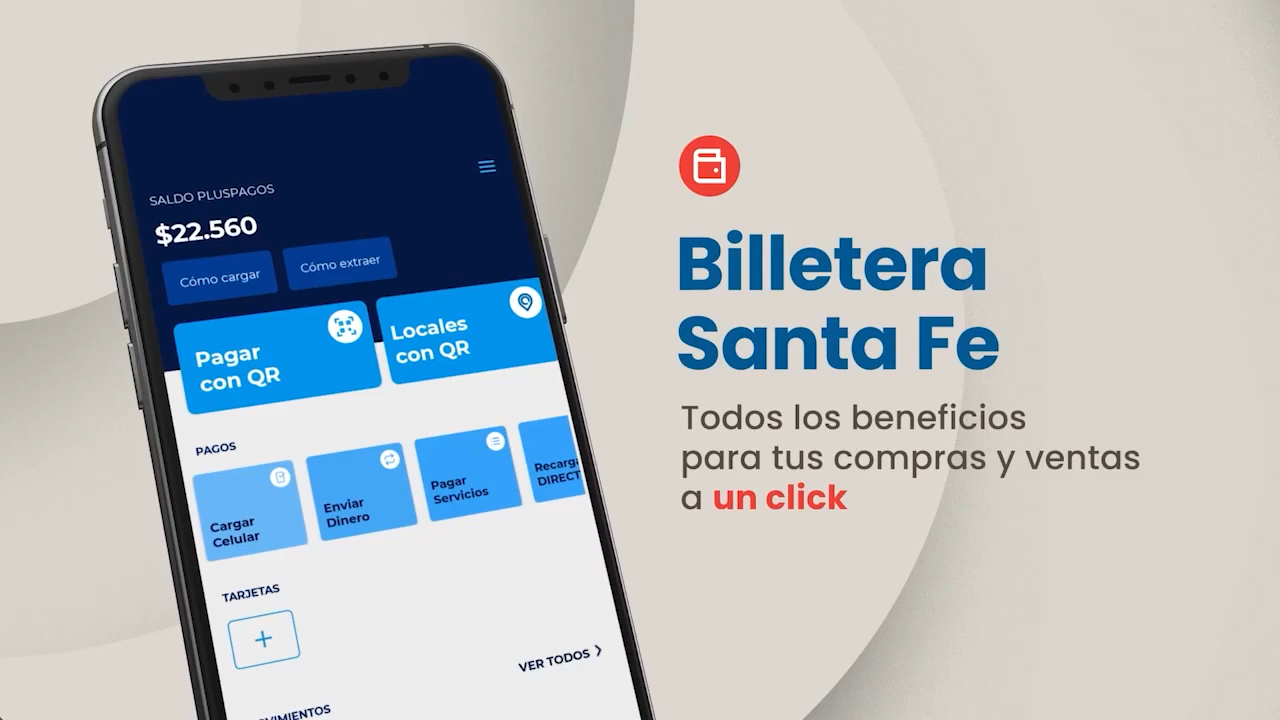 SALDO PLUSPAGOS
$22.560
Cómo cargar
Cómo extraer
Pagar
con QR
Locales
con QR
PAGOS
Cargar
Celular
Enviar
Dinero
Pagar
Servicios
TARJETAS
VER TODOS
Billetera
Santa Fe
Todos los beneficios
para tus compras y ventas
a un click